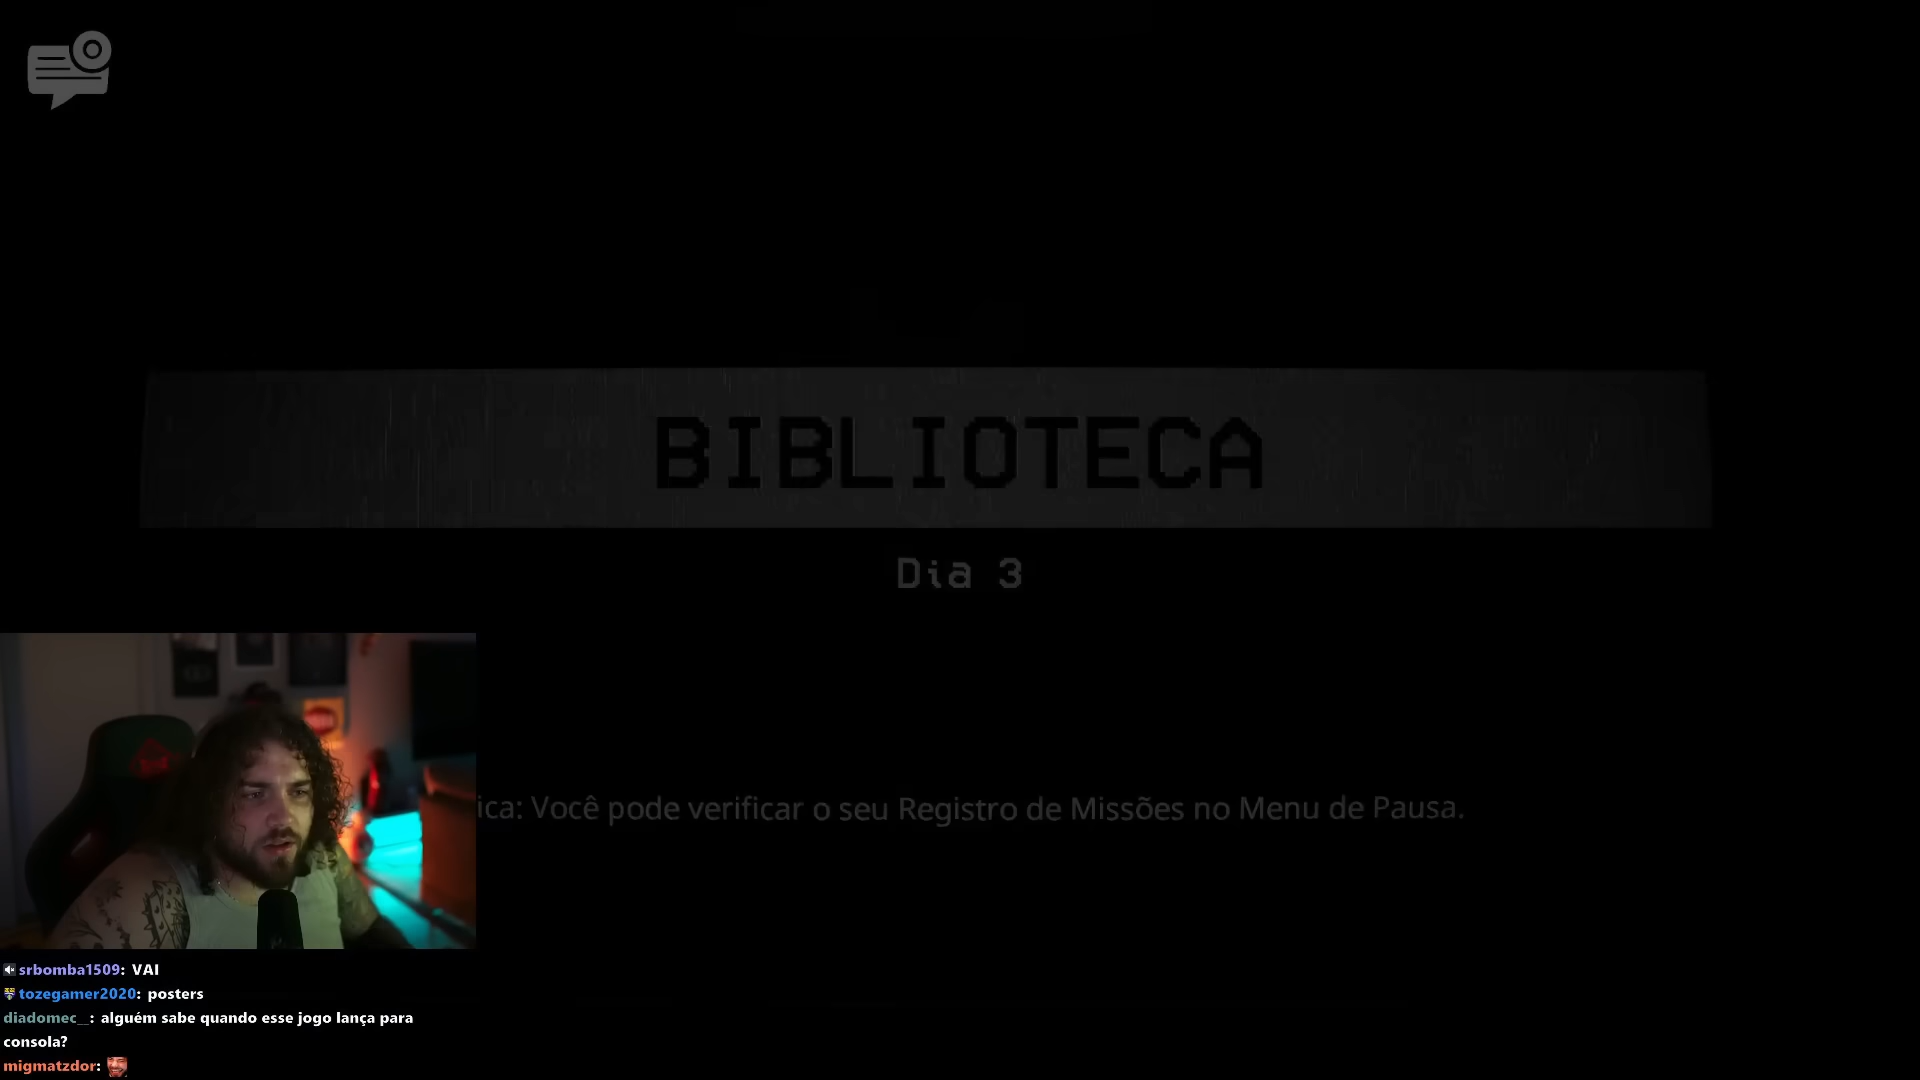 BIBLIOTECA
Dia 3
ica: Você pode verificar o seu Registro de Missões no Menu de Pausa.
srbomba1509: VAI
tozegamer2020: posters
diadomec__: alguém sabe quando esse jogo lança para
consola?
migmatzdor: